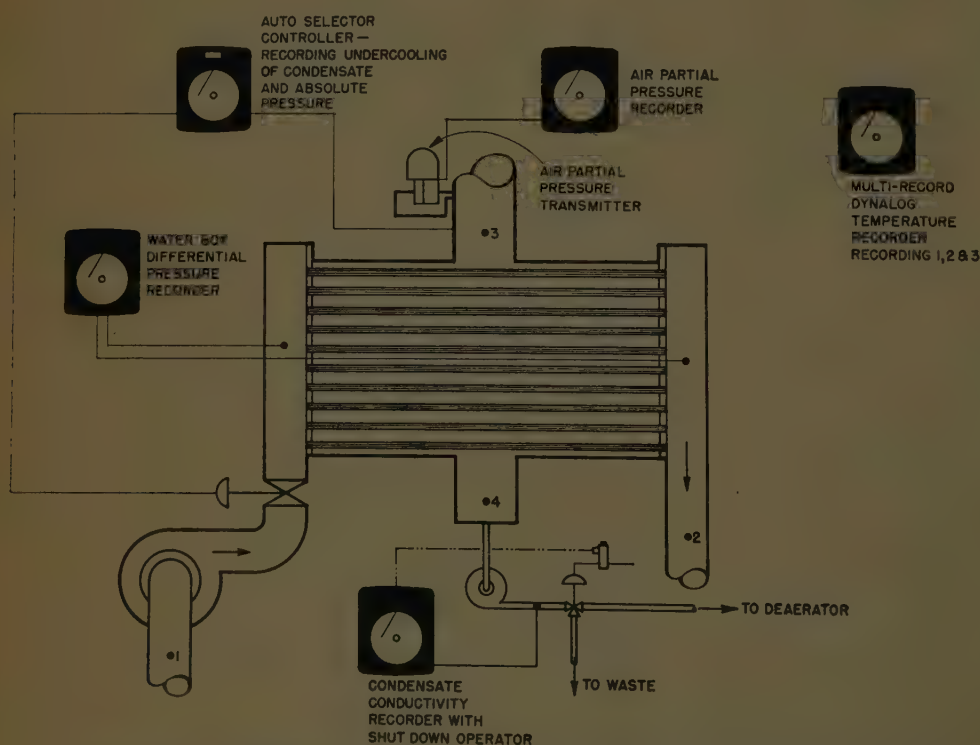 AUTO SELECTOR
CONTROLLER —
RECORDING UNDERCOOLING
OF CONDENSATE
AND ABSOLUTE
PRESSURE
AIR PARTIAL
PRESSURE
RECORDER
AIR PARTIAL
PRESSURE
TRANSMITTER
MULTI-RECORD
DYNALOG
TEMPERATURE
RECORDER
RECORDING 1,2&3
WATER BOX
DIFFERENTIAL
PRESSURE
RECORDER
3
4
2
1
TO DEAERATOR
TO WASTE
CONDENSATE
CONDUCTIVITY
RECORDER WITH
SHUT DOWN OPERATOR